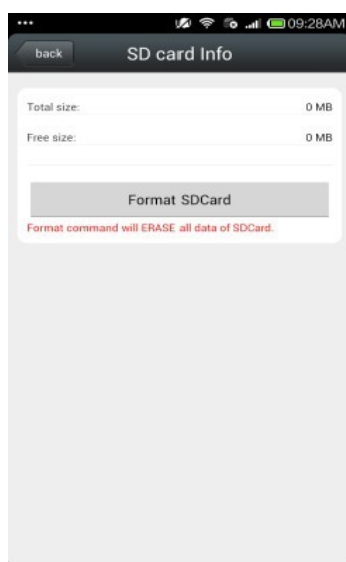 ... 09:28AM
back SD card Info
Total size: 0 MB
Free size: 0 MB
Format SDCard
Format command will ERASE all data of SDCard.